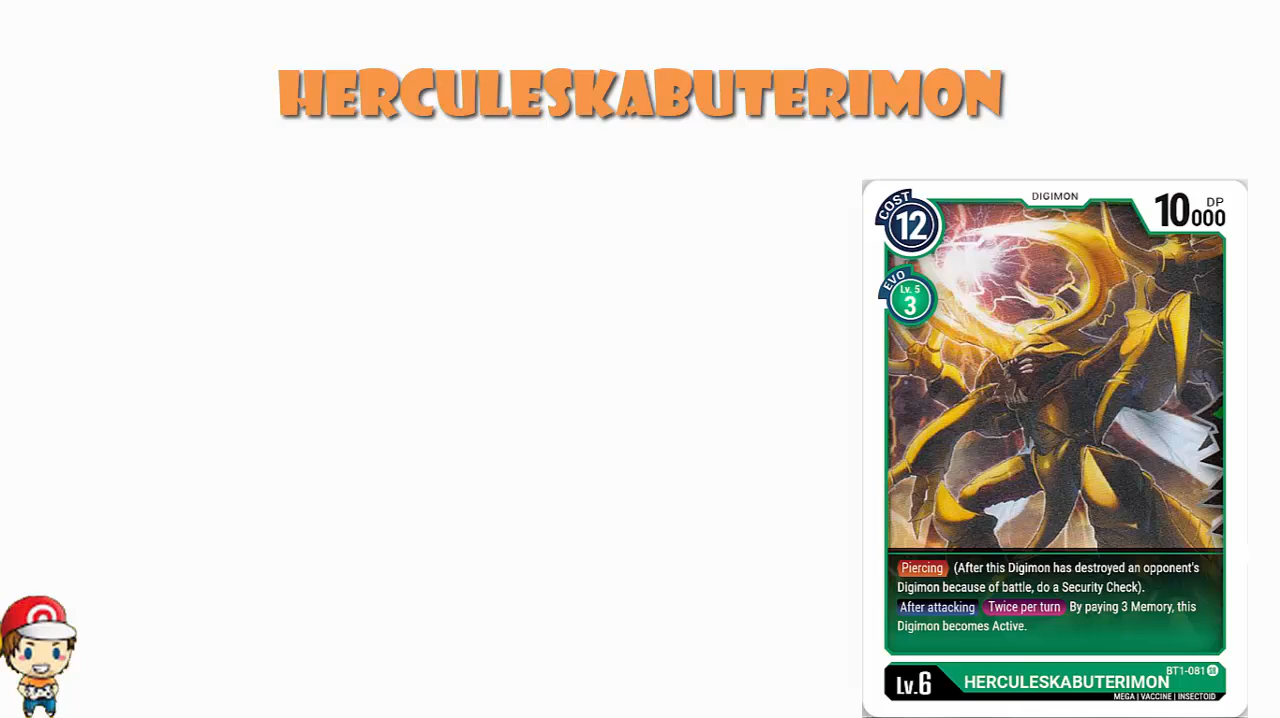 HERCULESKABUTERIMON
DIGIMON
COST
12
10000
DP
EVO
Lv. 5
3
Piercing (After this Digimon has destroyed an opponent's
Digimon because of battle, do a Security Check).
After attacking Twice per turn By paying 3 Memory, this
Digimon becomes Active.
BT1-081 SR
Lv.6
HERCULESKABUTERIMON
MEGA | VACCINE | INSECTOID